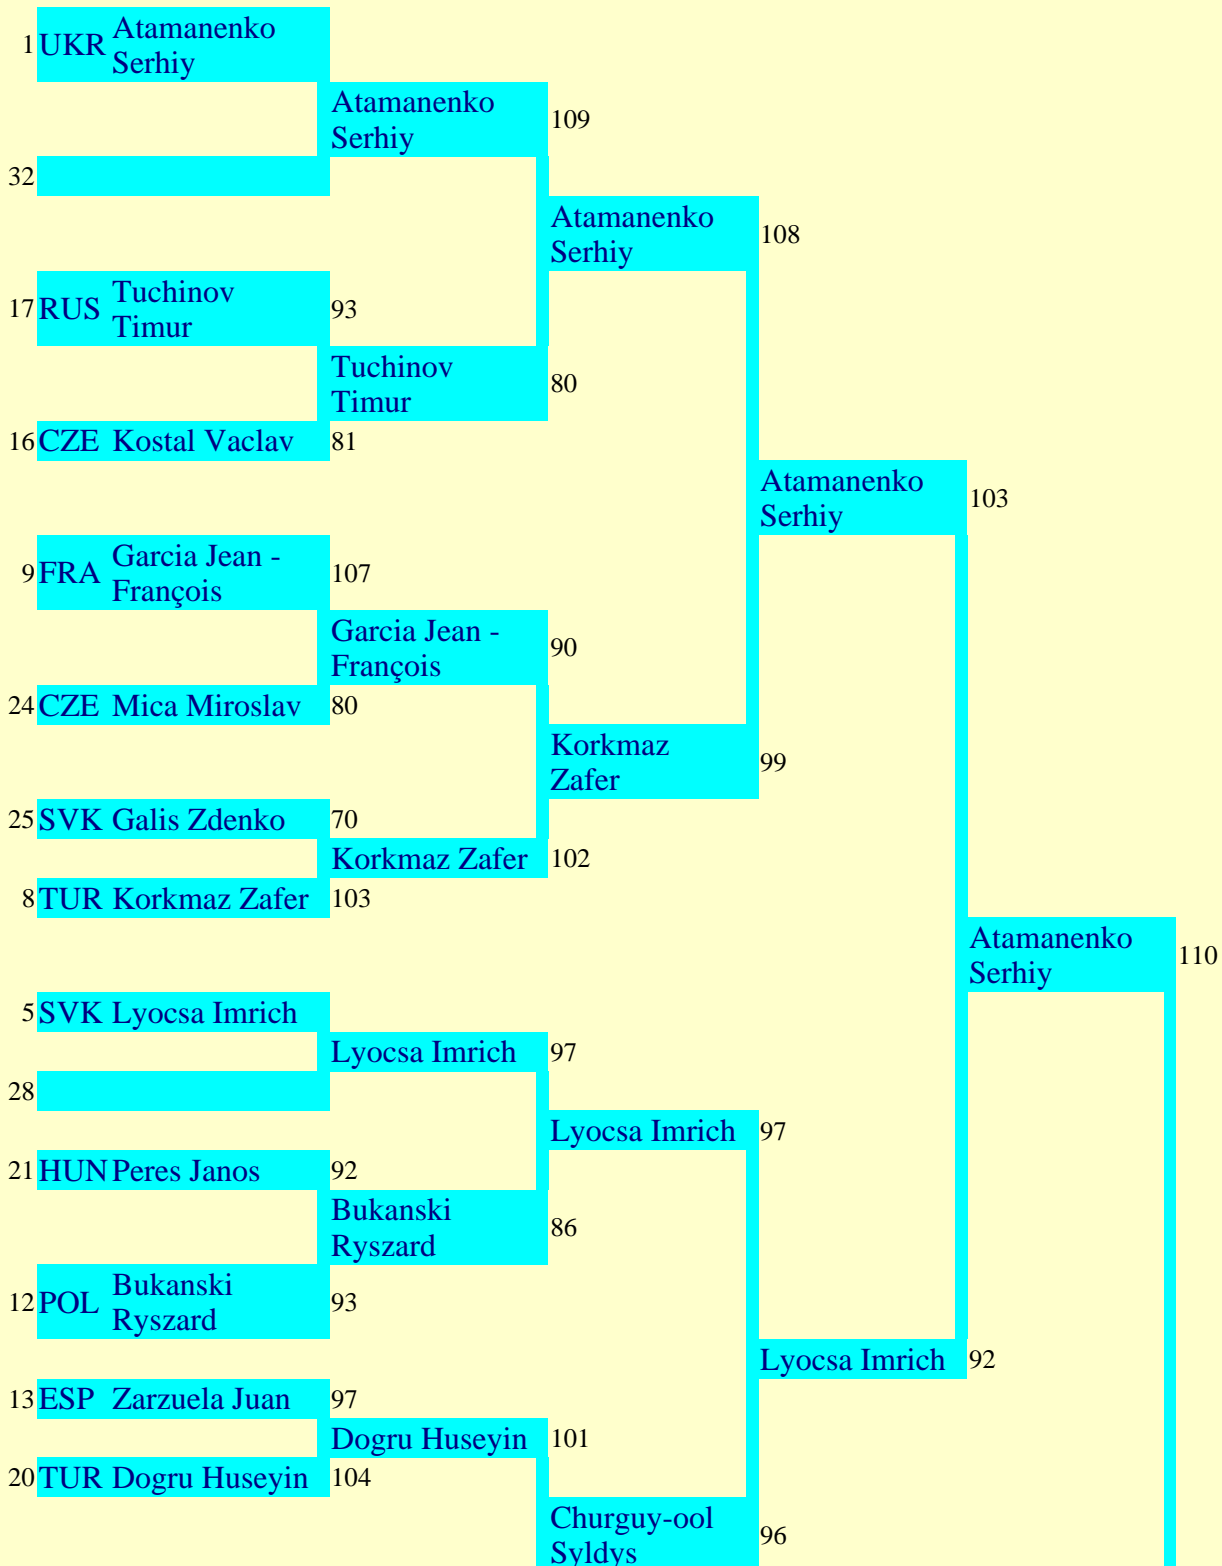 1 UKR Atamanenko
Serhiy
Atamanenko
Serhiy
109
32
Atamanenko
Serhiy
108
17 RUS Tuchinov
Timur
93
Tuchinov
Timur
80
16 CZE Kostal Vaclav 81
Atamanenko
Serhiy
103
9 FRA Garcia Jean -
François
107
Garcia Jean -
François
90
24 CZE Mica Miroslav 80
Korkmaz
Zafer
99
25 SVK Galis Zdenko 70
Korkmaz Zafer 102
8 TUR Korkmaz Zafer 103
Atamanenko
Serhiy
110
5 SVK Lyocsa Imrich
Lyocsa Imrich 97
28
Lyocsa Imrich 97
21 HUN Peres Janos 92
Bukanski
Ryszard
86
12 POL Bukanski
Ryszard
93
Lyocsa Imrich 92
13 ESP Zarzuela Juan 97
Dogru Huseyin 101
20 TUR Dogru Huseyin 104
Churguy-ool
Syldys
96